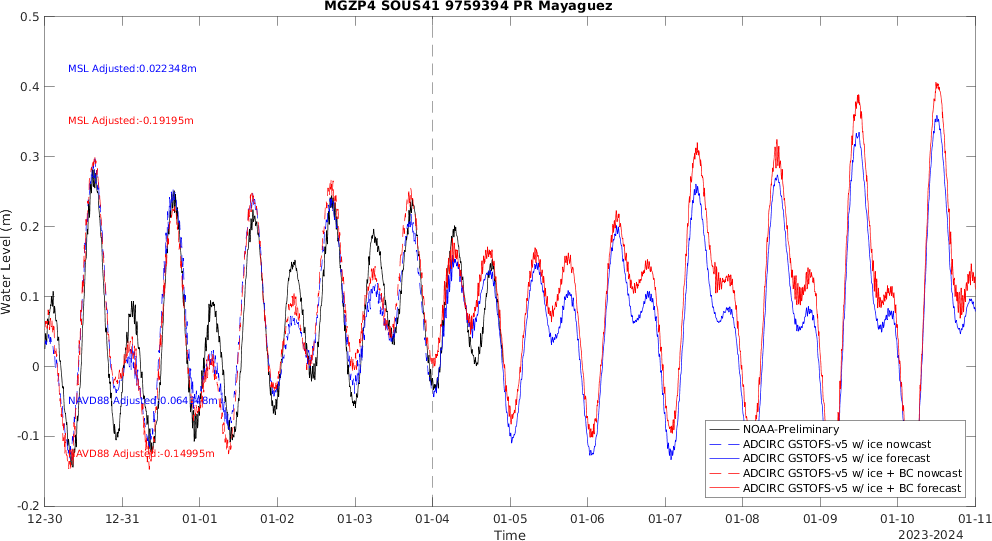 MGZP4 SOUS41 9759394 PR Mayaguez
0.5
MSL Adjusted:0.022348m
0.4
MSL Adjusted:-0.19195m
0.3
0.2
Water Level (m)
0.1
0
NAVD88 Adjusted:0.064348m
-0.1
NAVD88 Adjusted:-0.14995m
-0.2
NOAA-Preliminary
ADCIRC GSTOFS-v5 w/ ice nowcast
ADCIRC GSTOFS-v5 w/ ice forecast
ADCIRC GSTOFS-v5 w/ ice + BC nowcast
ADCIRC GSTOFS-v5 w/ ice + BC forecast
12-30 12-31 01-01 01-02 01-03 01-04 01-05 01-06 01-07 01-08 01-09 01-10 01-11
Time
2023-2024